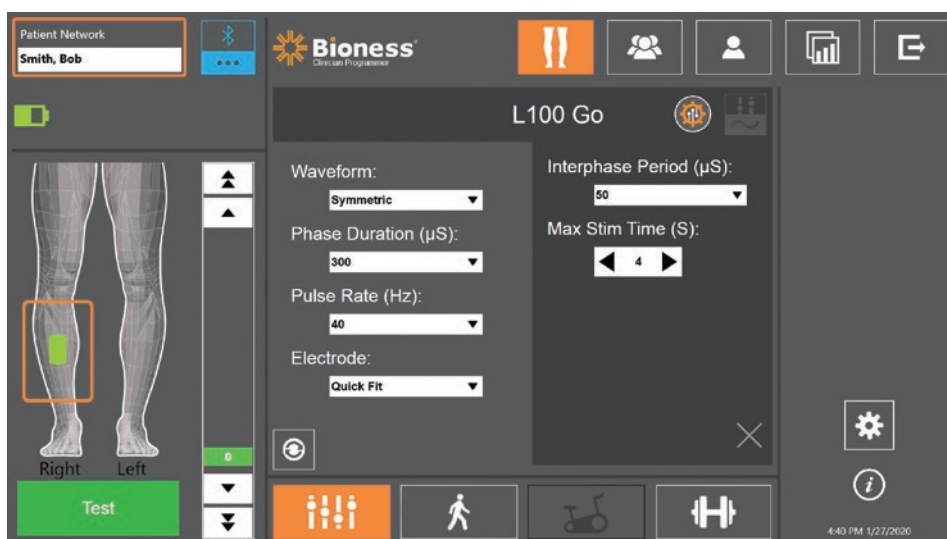 Patient Network
Smith, Bob
Bioness
Clinician Programmer
L100 Go
Waveform:
Symmetric
Phase Duration (µS):
300
Pulse Rate (Hz):
40
Electrode:
Quick Fit
Interphase Period (µS):
50
Max Stim Time (S):
4
Right
Left
0
Test
i
4:40 PM 1/27/2020